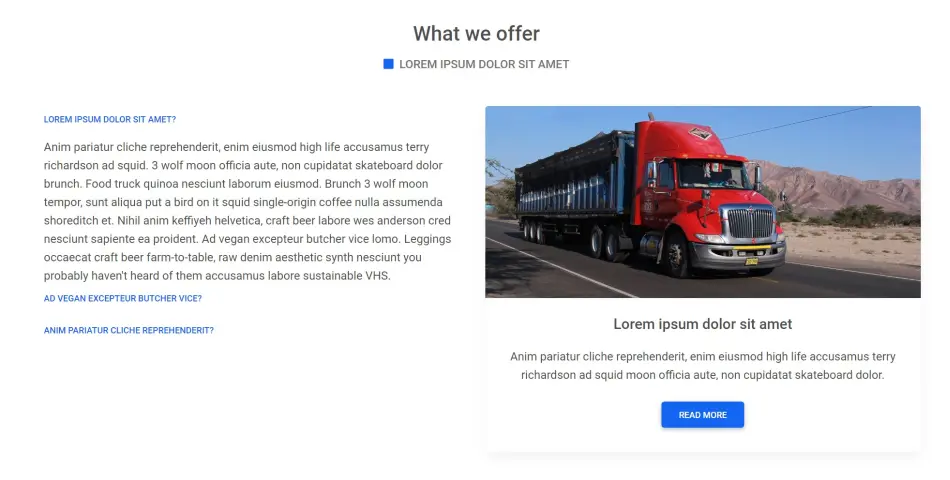 What we offer
LOREM IPSUM DOLOR SIT AMET
LOREM IPSUM DOLOR SIT AMET?
Anim pariatur cliche reprehenderit, enim eiusmod high life accusamus terry
richardson ad squid. 3 wolf moon officia aute, non cupidatat skateboard dolor
brunch. Food truck quinoa nesciunt laborum eiusmod. Brunch 3 wolf moon
tempor, sunt aliqua put a bird on it squid single-origin coffee nulla assumenda
shoreditch et. Nihil anim keffiyeh helvetica, craft beer labore wes anderson cred
nesciunt sapiente ea proident. Ad vegan excepteur butcher vice lomo. Leggings
occaecat craft beer farm-to-table, raw denim aesthetic synth nesciunt you
probably haven't heard of them accusamus labore sustainable VHS.
AD VEGAN EXCEPTEUR BUTCHER VICE?
ANIM PARIATUR CLICHE REPREHENDERIT?
Lorem ipsum dolor sit amet
Anim pariatur cliche reprehenderit, enim eiusmod high life accusamus terry
richardson ad squid moon officia aute, non cupidatat skateboard dolor.
READ MORE